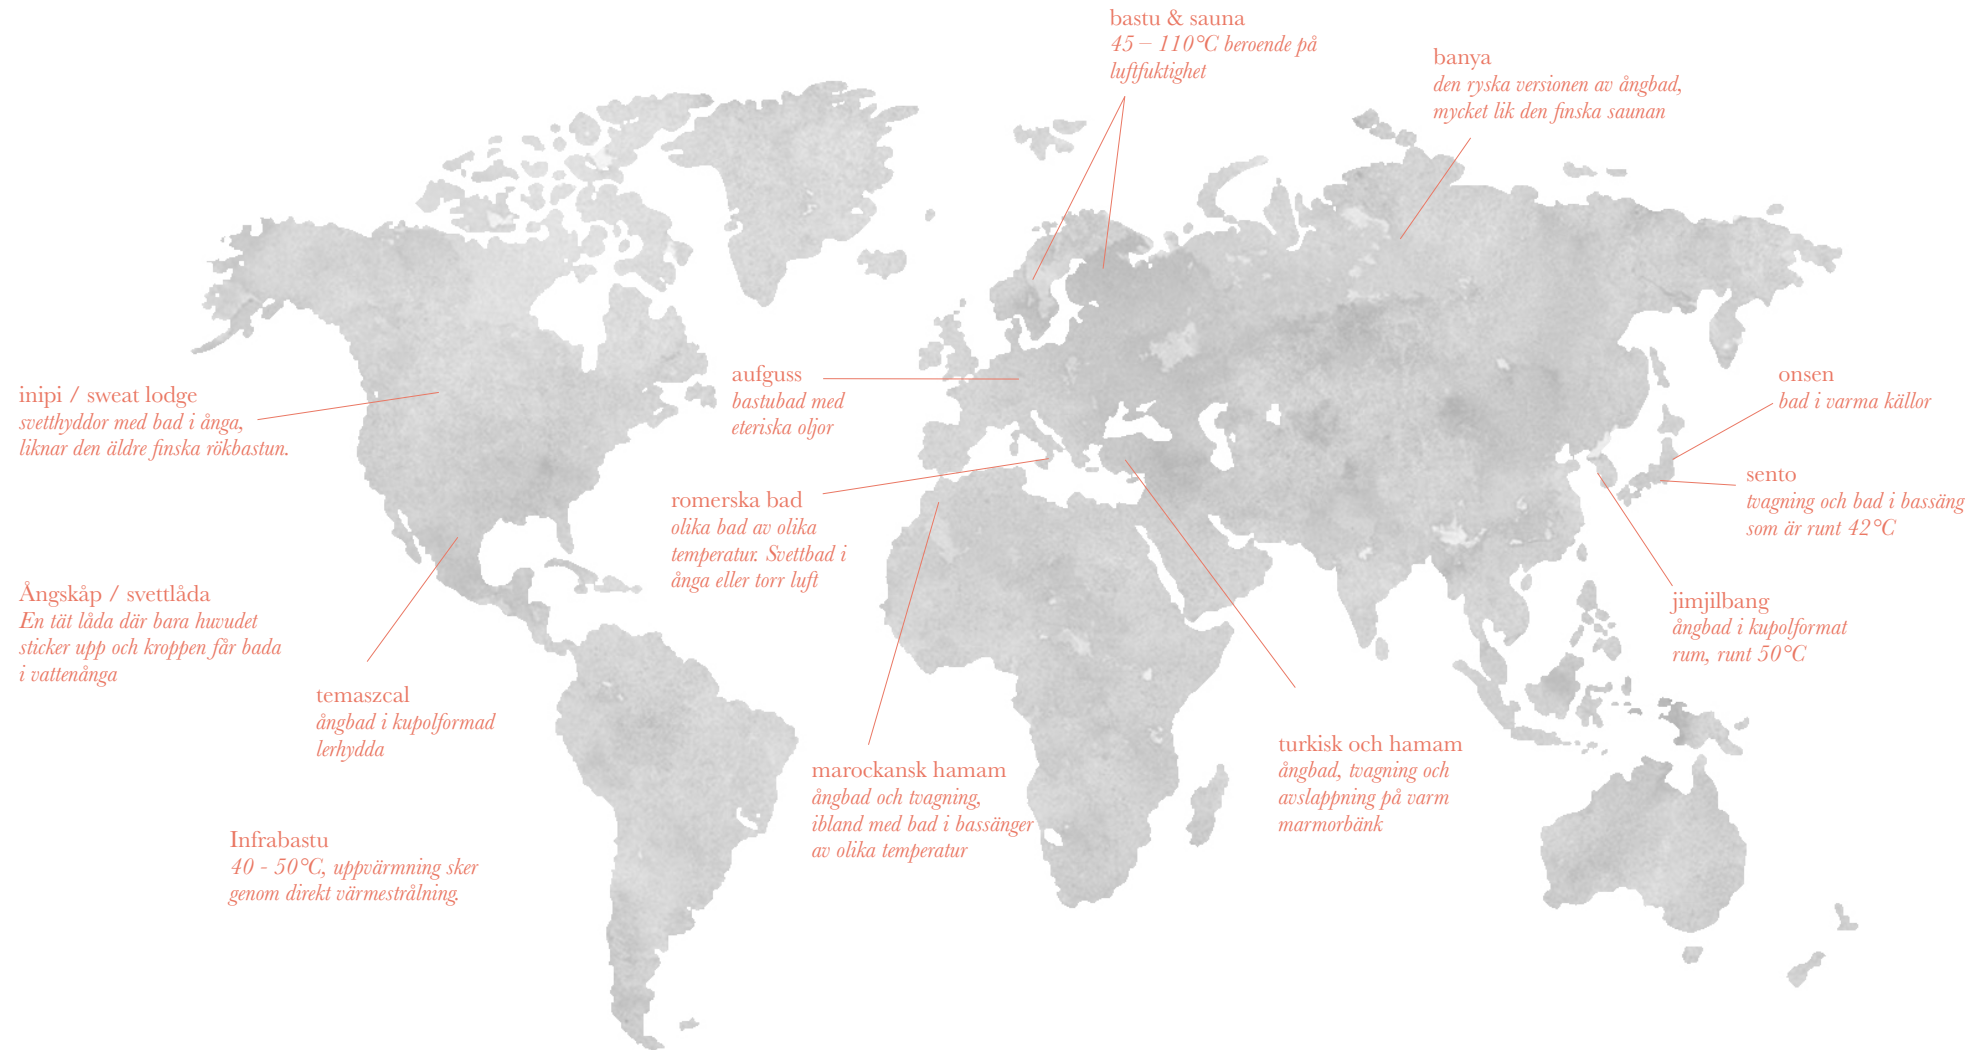 bastu & sauna
45 – 110°C beroende på
luftfuktighet
banya
den ryska versionen av ångbad,
mycket lik den finska saunan
inipi / sweat lodge
svetthyddor med bad i ånga,
liknar den äldre finska rökbastun.
aufguss
bastubad med
eteriska oljor
onsen
bad i varma källor
romerska bad
olika bad av olika
temperatur. Svettbad i
ånga eller torr luft
sento
tvagning och bad i bassäng
som är runt 42°C
Ångskåp / svettlåda
En tät låda där bara huvudet
sticker upp och kroppen får bada
i vattenånga
jimjilbang
ångbad i kupolformat
rum, runt 50°C
temaszcal
ångbad i kupolformad
lerhydda
marockansk hamam
ångbad och tvagning,
ibland med bad i bassänger
av olika temperatur
turkisk och hamam
ångbad, tvagning och
avslappning på varm
marmorbänk
Infrabastu
40 - 50°C, uppvärmning sker
genom direkt värmestrålning.